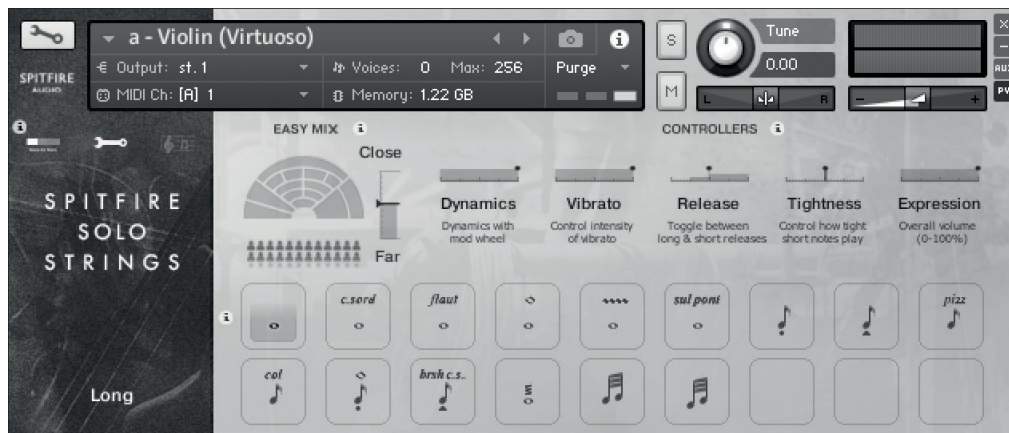 a - Violin (Virtuoso)
Output: st.1
Voices: 0 Max: 256
Purge
MIDI Ch: [A] 1
Memory: 1.22 GB
S
M
Tune
0.00
L
R
- +
×
-
AUX
PV
SPITFIRE
AUDIO
SPITFIRE
SOLO
STRINGS
Long
EASY MIX
Close
Far
CONTROLLERS
Dynamics
Dynamics with
mod wheel
Vibrato
Control intensity
of vibrato
Release
Toggle between
long & short releases
Tightness
Control how tight
short notes play
Expression
Overall volume
(0-100%)
c.sord
flaut
sul pont
pizz
col
brsh c.s..